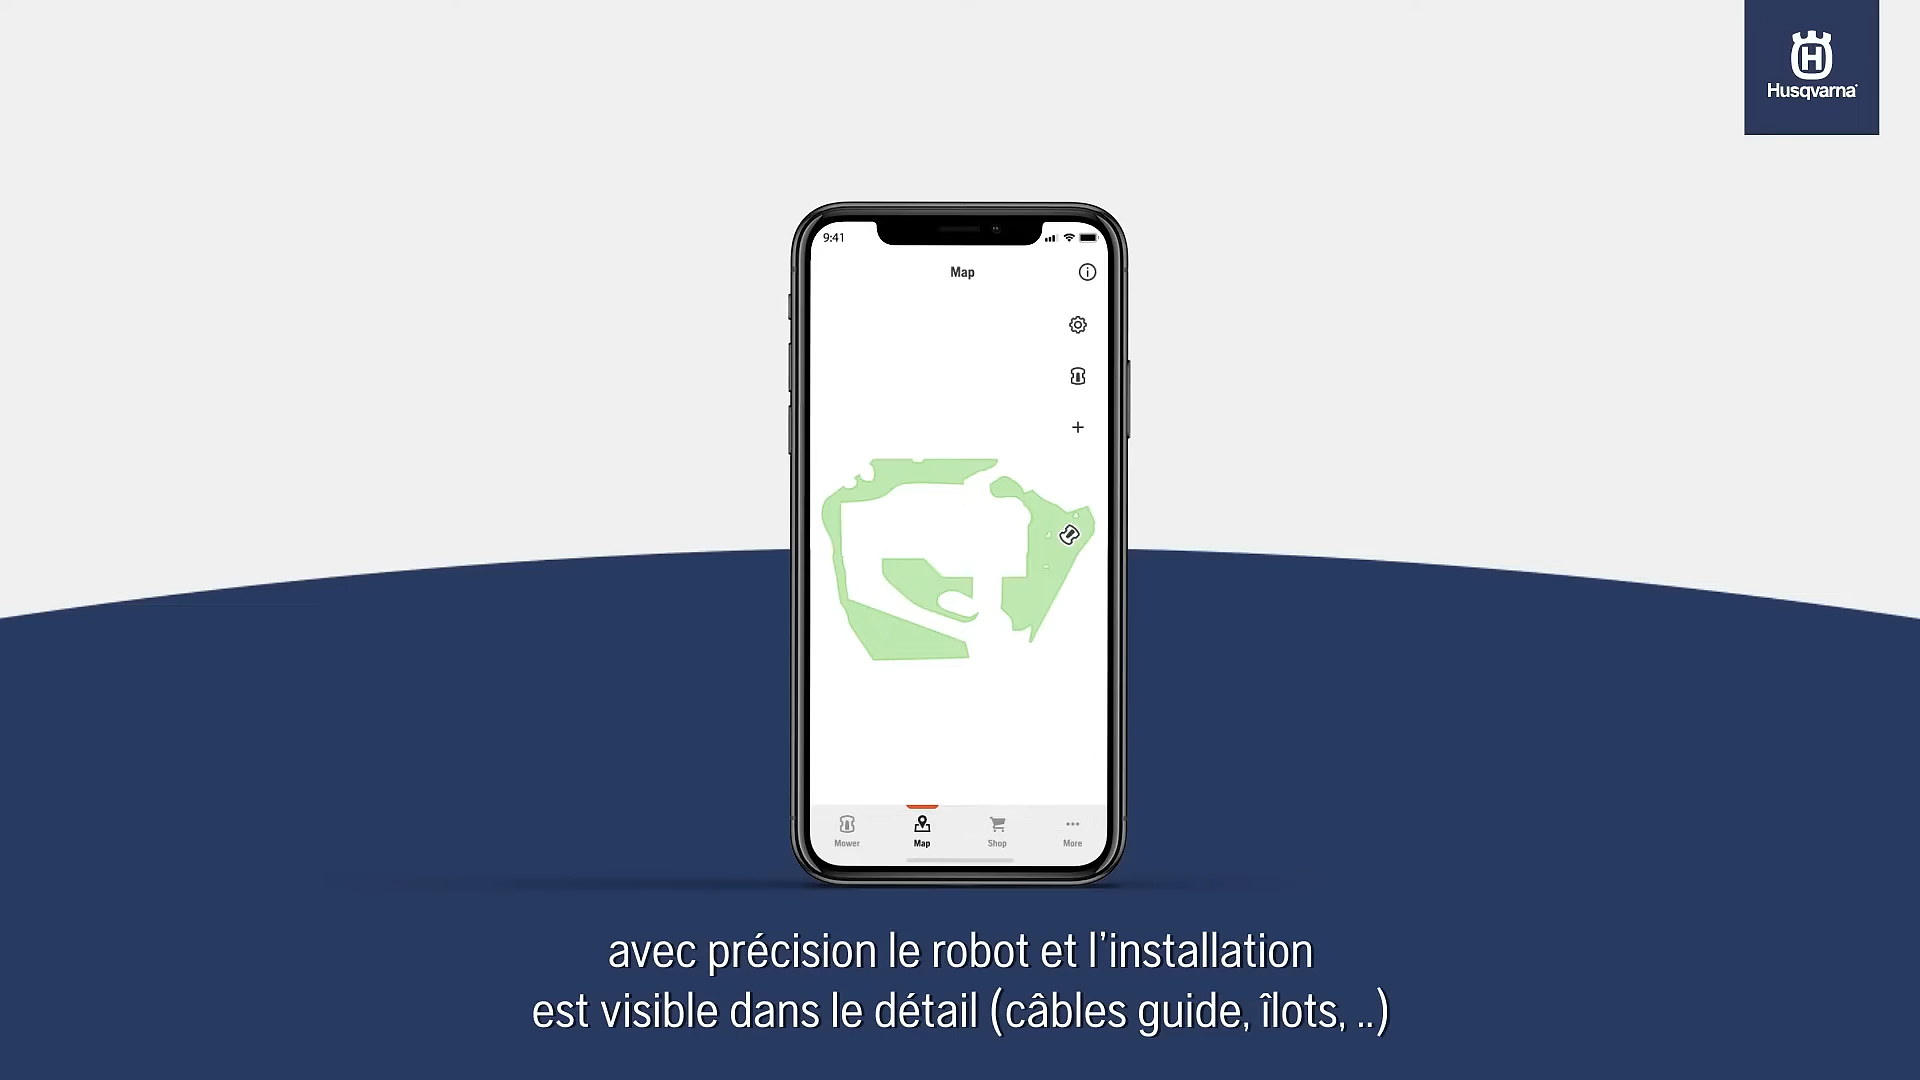 H
Husqvarna
9:41
Map
Mower
Map
Shop
More
avec précision le robot et l'installation
est visible dans le détail (câbles guide, îlots, ..)